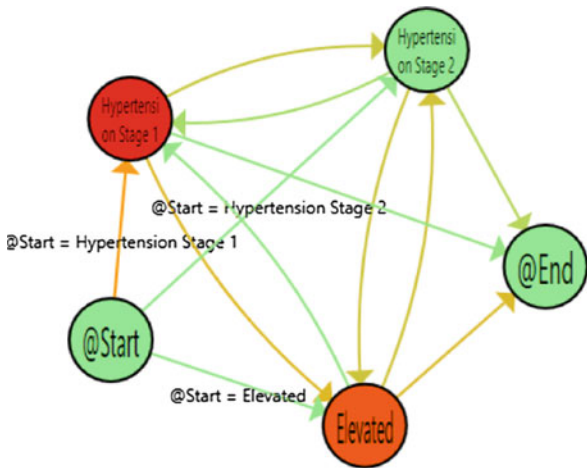 Hypertensi
on Stage 2
Hypertensi
on Stage 1
@Start = Hypertension Stage 2
@Start = Hypertension Stage 1
@End
@Start
@Start = Elevated
Elevated